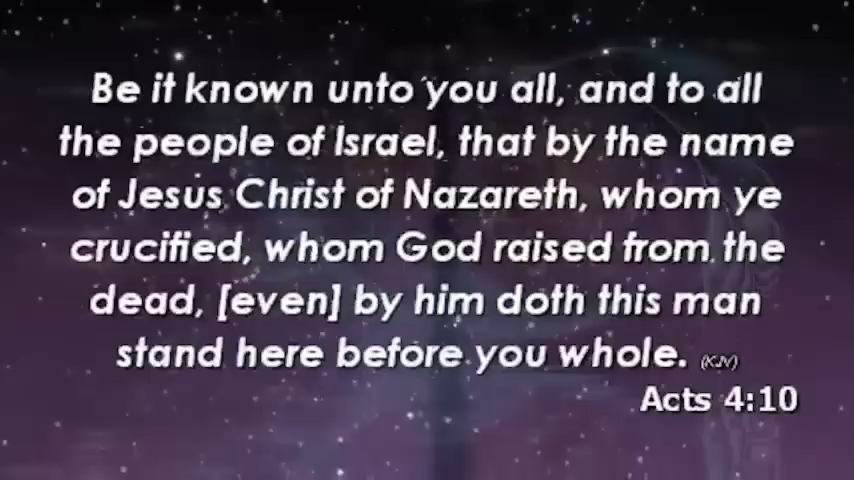 Be it known unto you all, and to all
the people of Israel, that by the name
of Jesus Christ of Nazareth, whom ye
crucified, whom God raised from the
dead, [even] by him doth this man
stand here before you whole. (KJV)
Acts 4:10